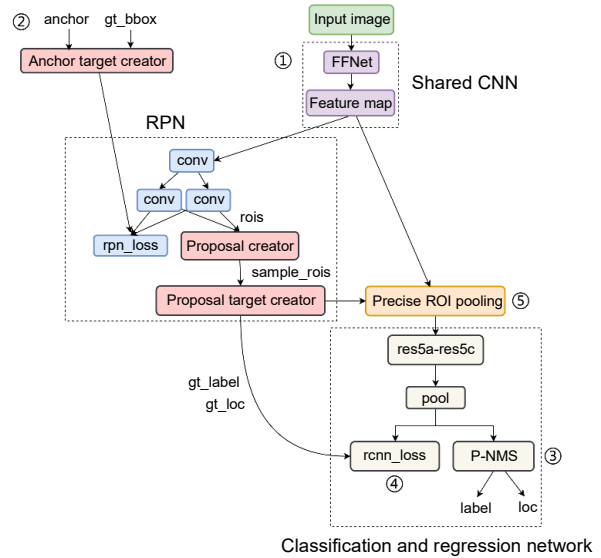 ② anchor gt_bbox
Input image
Anchor target creator
① FFNet
Feature map
Shared CNN
RPN
conv
conv conv
rois
rpn_loss
Proposal creator
sample_rois
Proposal target creator
Precise ROI pooling ⑤
res5a-res5c
pool
gt_label
gt_loc
rcnn_loss
④
P-NMS ③
label loc
Classification and regression network